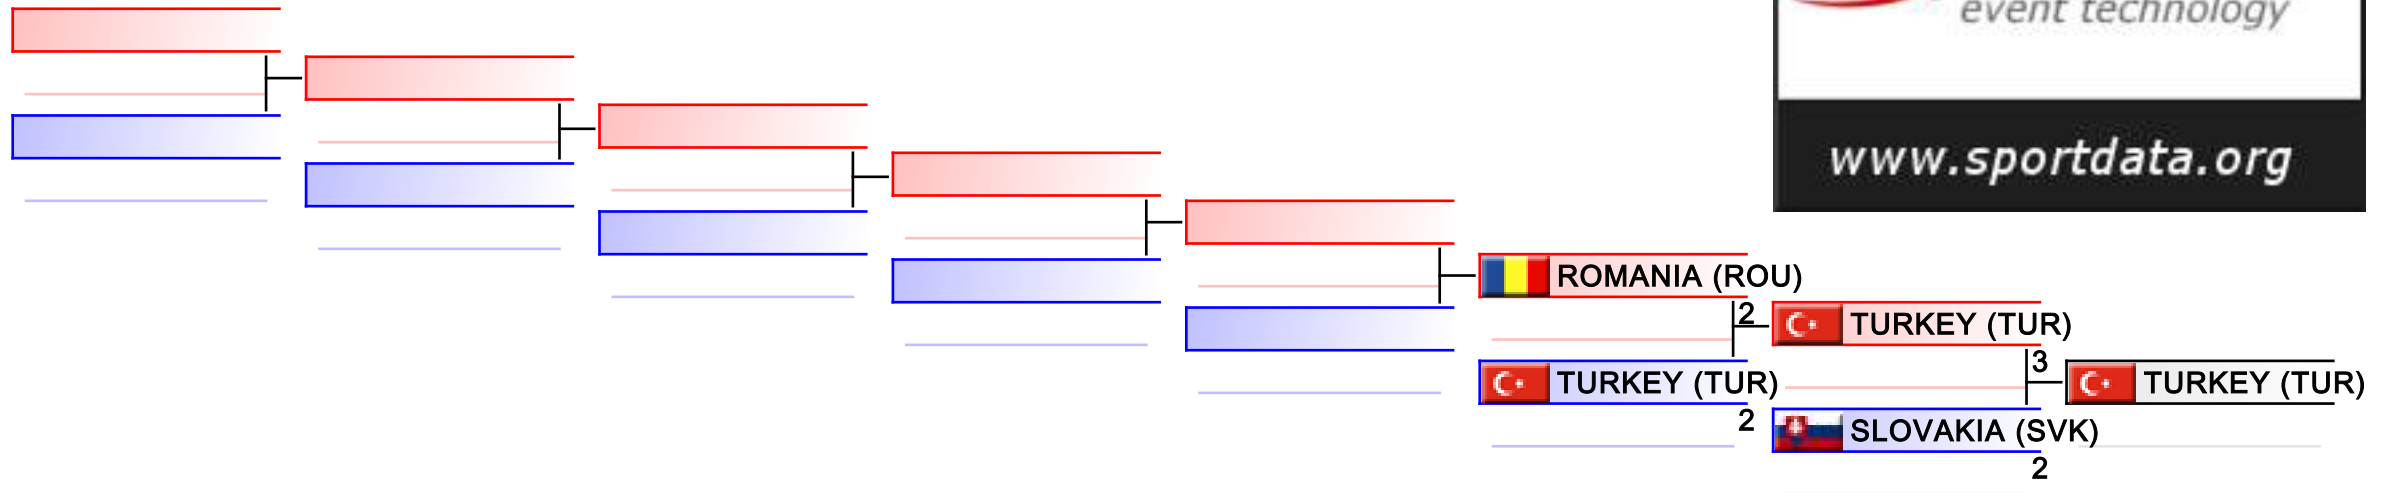 event technology
www.sportdata.org
ROMANIA (ROU)
2
TURKEY (TUR)
TURKEY (TUR)
3
TURKEY (TUR)
2
SLOVAKIA (SVK)
2